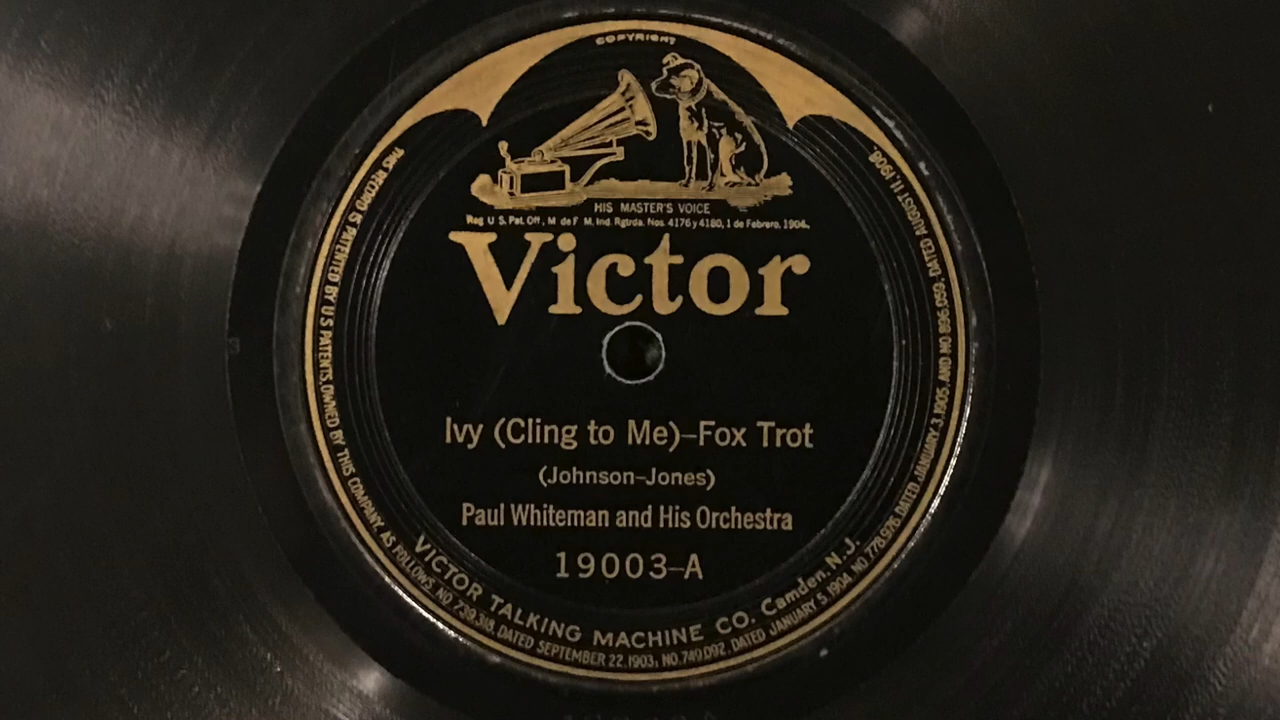 COPYRIGHT
HIS MASTER'S VOICE
Reg. U. S. Pat. Off., M. de F. M. Ind. Rgtrda. Nos. 4176 y 4180, 1 de Febrero, 1904.
Victor
Ivy (Cling to Me)–Fox Trot
(Johnson–Jones)
Paul Whiteman and His Orchestra
19003–A
VICTOR TALKING MACHINE CO. Camden, N.J.
THIS RECORD IS PATENTED BY U S PATENTS, OWNED BY THIS COMPANY, AS FOLLOWS, NO. 739,318, DATED SEPTEMBER 22, 1903; NO. 749,092, DATED JANUARY 5, 1904, NO. 778,976, DATED JANUARY 3, 1905, AND NO. 896,059, DATED AUGUST 11, 1908.